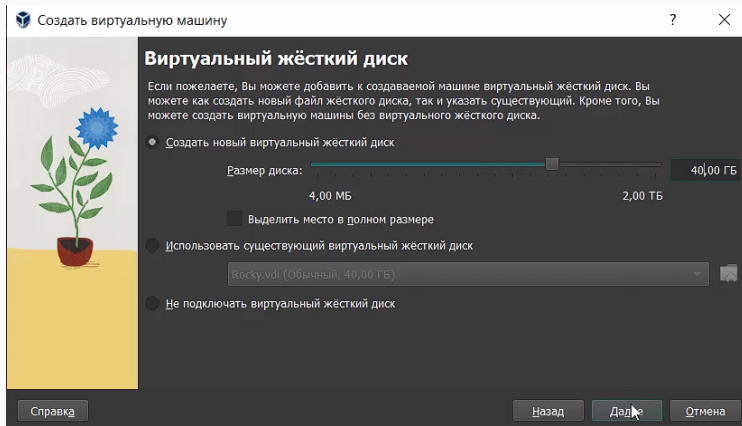 Создать виртуальную машину
?
Виртуальный жёсткий диск
Если пожелаете, Вы можете добавить к создаваемой машине виртуальный жёсткий диск. Вы
можете как создать новый файл жёсткого диска, так и указать существующий. Кроме того, Вы
можете создать виртуальную машины без виртуального жёсткого диска.
Создать новый виртуальный жёсткий диск
Размер диска:
40,00 ГБ
4,00 МБ 2,00 ТБ
Выделить место в полном размере
Использовать существующий виртуальный жёсткий диск
Rocky.vdi (Обычный, 40,00 ГБ)
Не подключать виртуальный жёсткий диск
Справка Назад Далее Отмена